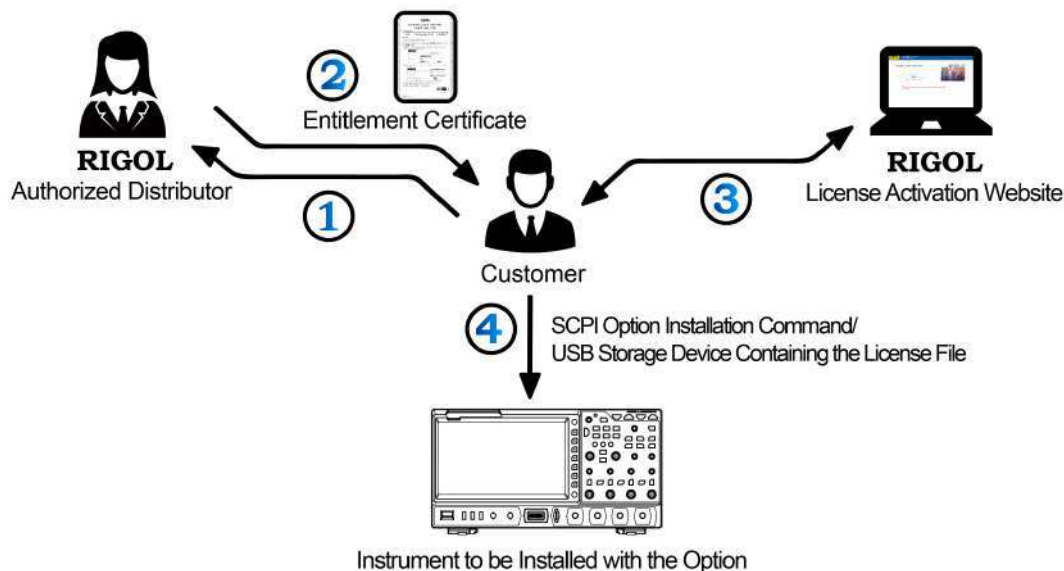 2
Entitlement Certificate
RIGOL
Authorized Distributor
1
Customer
3
RIGOL
License Activation Website
4
SCPI Option Installation Command/
USB Storage Device Containing the License File
Instrument to be Installed with the Option